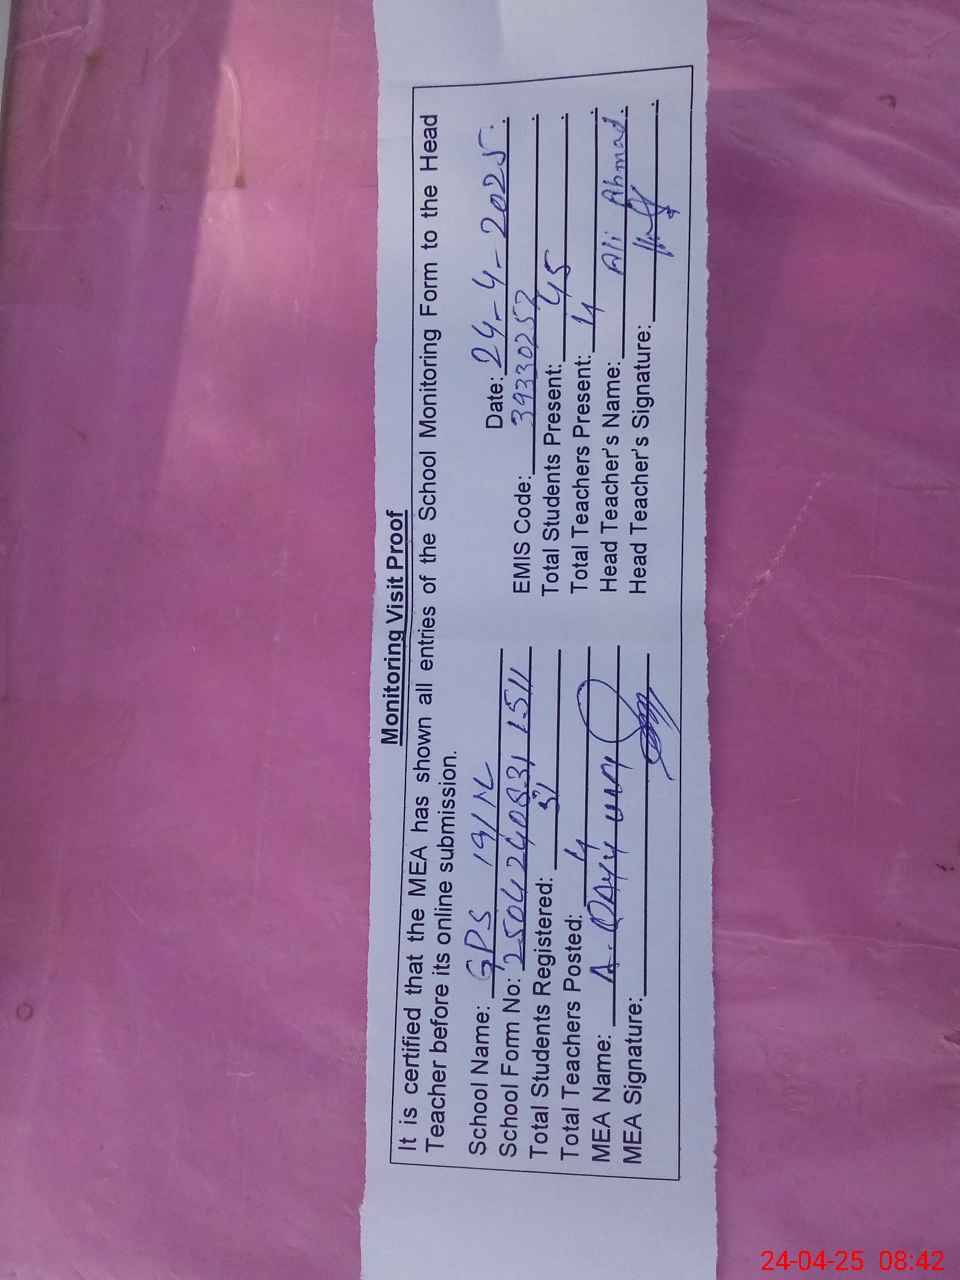 Monitoring Visit Proof
It is certified that the MEA has shown all entries of the School Monitoring Form to the Head
Teacher before its online submission.
Date: 24-4-2025.
School Name: GPS 19/1L EMIS Code: 39330252
School Form No: 2504240831 1511 Total Students Present: 45
Total Students Registered: Total Teachers Present: 4
Total Teachers Posted: 4 Head Teacher's Name: Ali Ahmad.
MEA Name: A. Head Teacher's Signature:
MEA Signature:
24-04-25 08:42